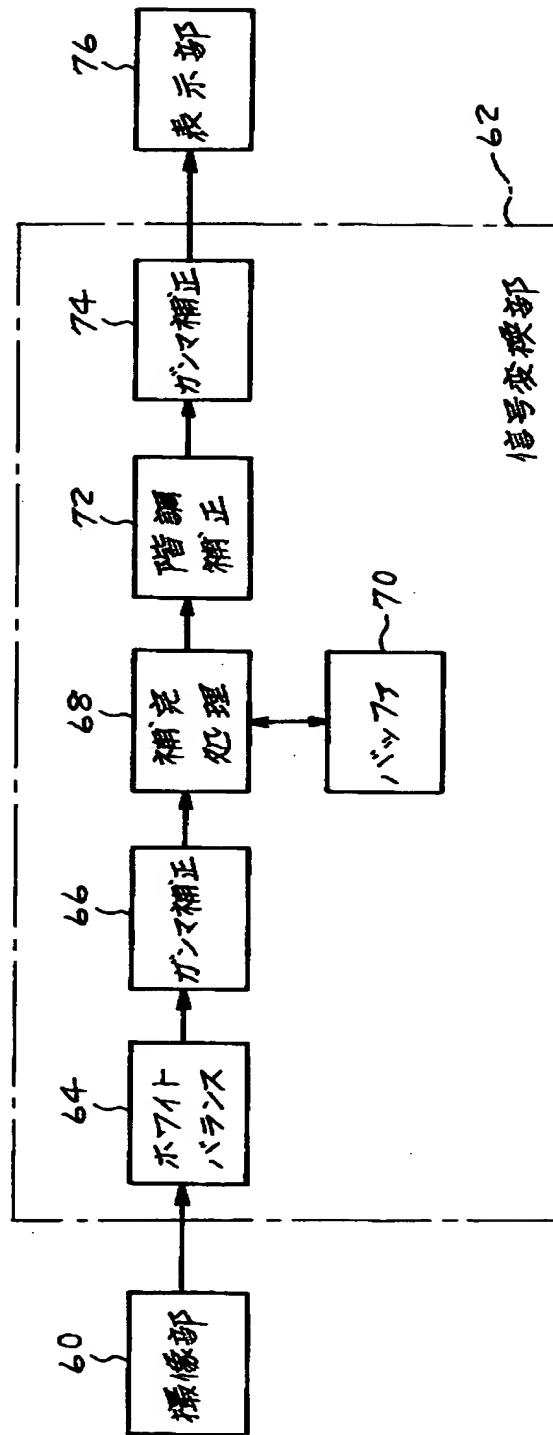 60
撮像部
64
ホワイト
バランス
66
ガンマ補正
68
補完
処理
70
バッファ
72
階調
補正
74
ガンマ補正
76
表示部
62
信号変換部